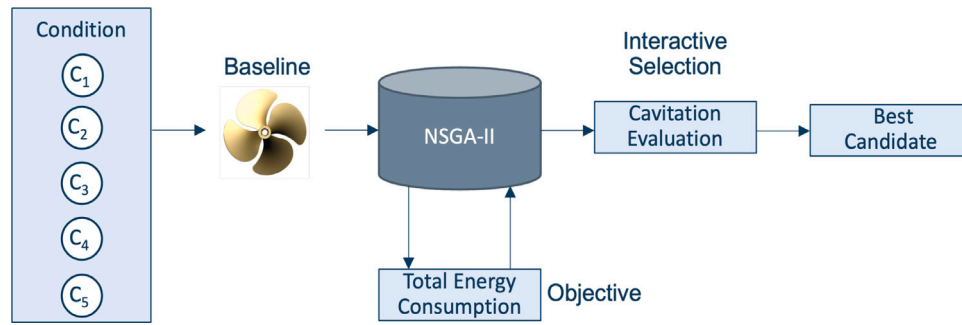 Condition
C1
C2
C3
C4
C5
Baseline
NSGA-II
Total Energy
Consumption
Objective
Interactive
Selection
Cavitation
Evaluation
Best
Candidate